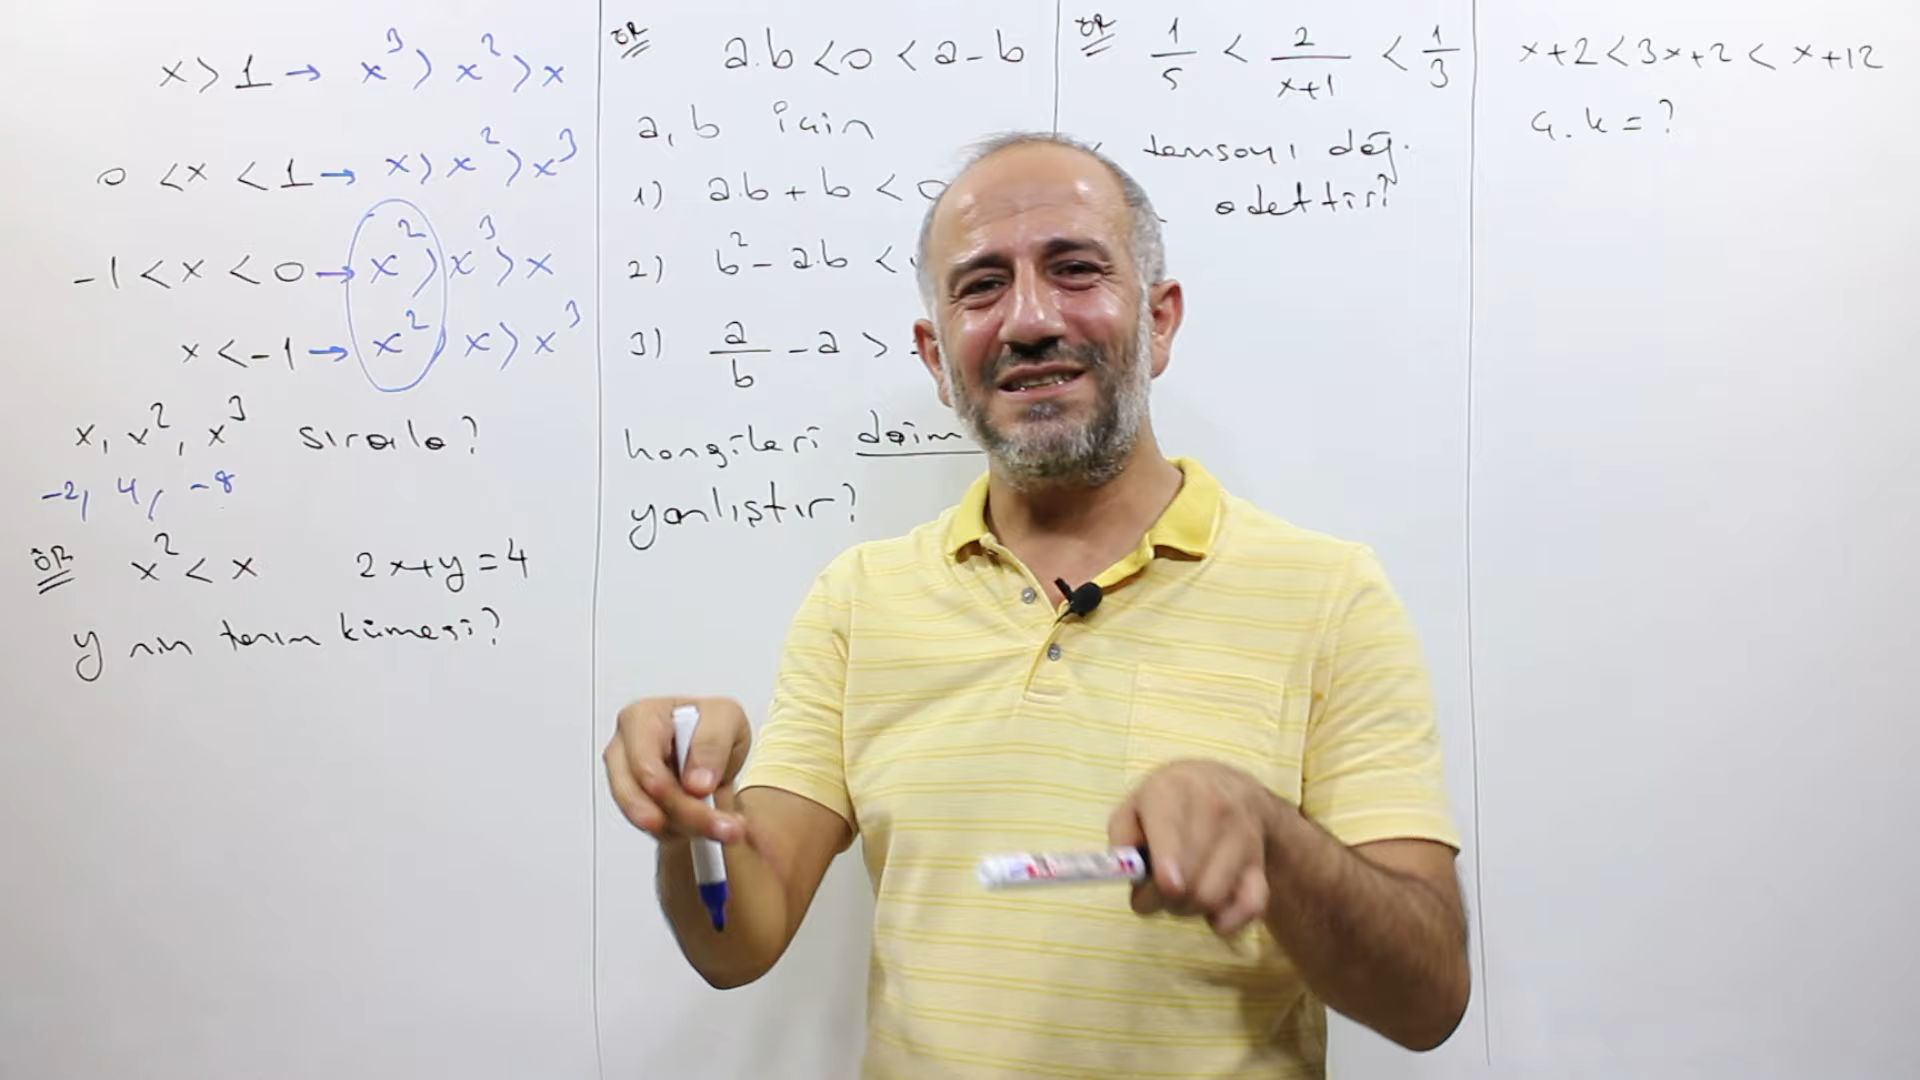 x > 1 → x³ > x² > x
0 < x < 1 → x > x² > x³
-1 < x < 0 → x² > x³ > x
x < -1 → x² > x > x³
x, x², x³ sırala?
-2, 4, -8
ÖR x² < x 2x+y=4
y nin tanım kümesi?
ÖR a.b < 0 < a-b
a, b için
1) a.b + b < 0
2) b² - a.b <
3) a/b - a >
hangileri daim
yanlıştır?
ÖR 1/5 < 2/(x+1) < 1/3
tamsayı değ.
adettir?
x+2 < 3x+2 < x+12
Ç.k = ?